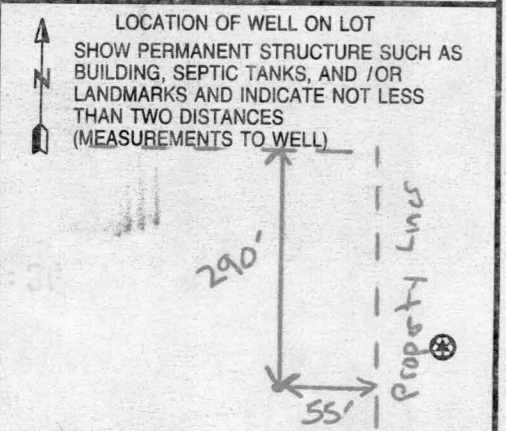 LOCATION OF WELL ON LOT
SHOW PERMANENT STRUCTURE SUCH AS
BUILDING, SEPTIC TANKS, AND /OR
LANDMARKS AND INDICATE NOT LESS
THAN TWO DISTANCES
(MEASUREMENTS TO WELL)
N
290'
55'
Property Lines